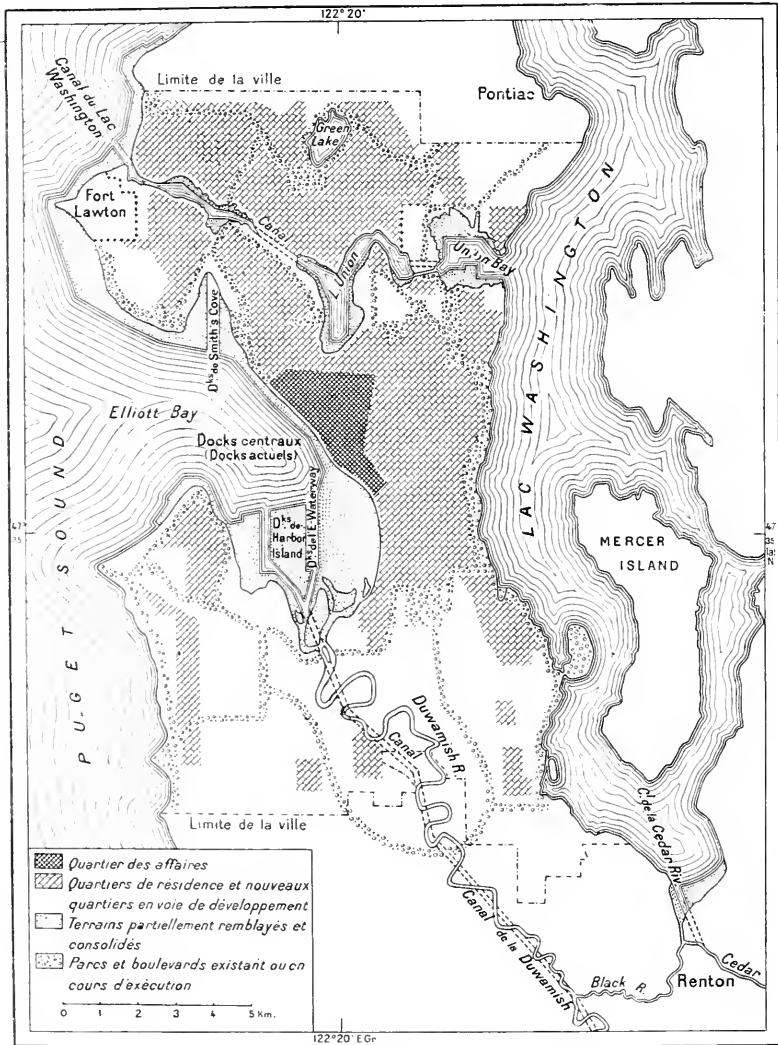 122° 20'
Canal du Lac
Washington
Limite de la ville
Pontiac
Green
Lake
Fort
Lawton
Canal
L. Union
Union Bay
LAC WASHINGTON
Dks de Smith's Cove
Elliott Bay
Docks centraux
(Docks actuels)
PUGET SOUND
47°
35
47
35
lat
N
Dks de
Harbor
Island
Dks de l'E. Waterway
MERCER
ISLAND
Duwamish R.
Canal
Limite de la ville
Cl de la Cedar Riv.
Canal de la Duwamish
Black R.
Renton
Cedar
Quartier des affaires
Quartiers de résidence et nouveaux
quartiers en voie de développement
Terrains partiellement remblayés et
consolidés
Parcs et boulevards existant ou en
cours d'exécution
0 1 2 3 4 5 Km.
122° 20' E Gr